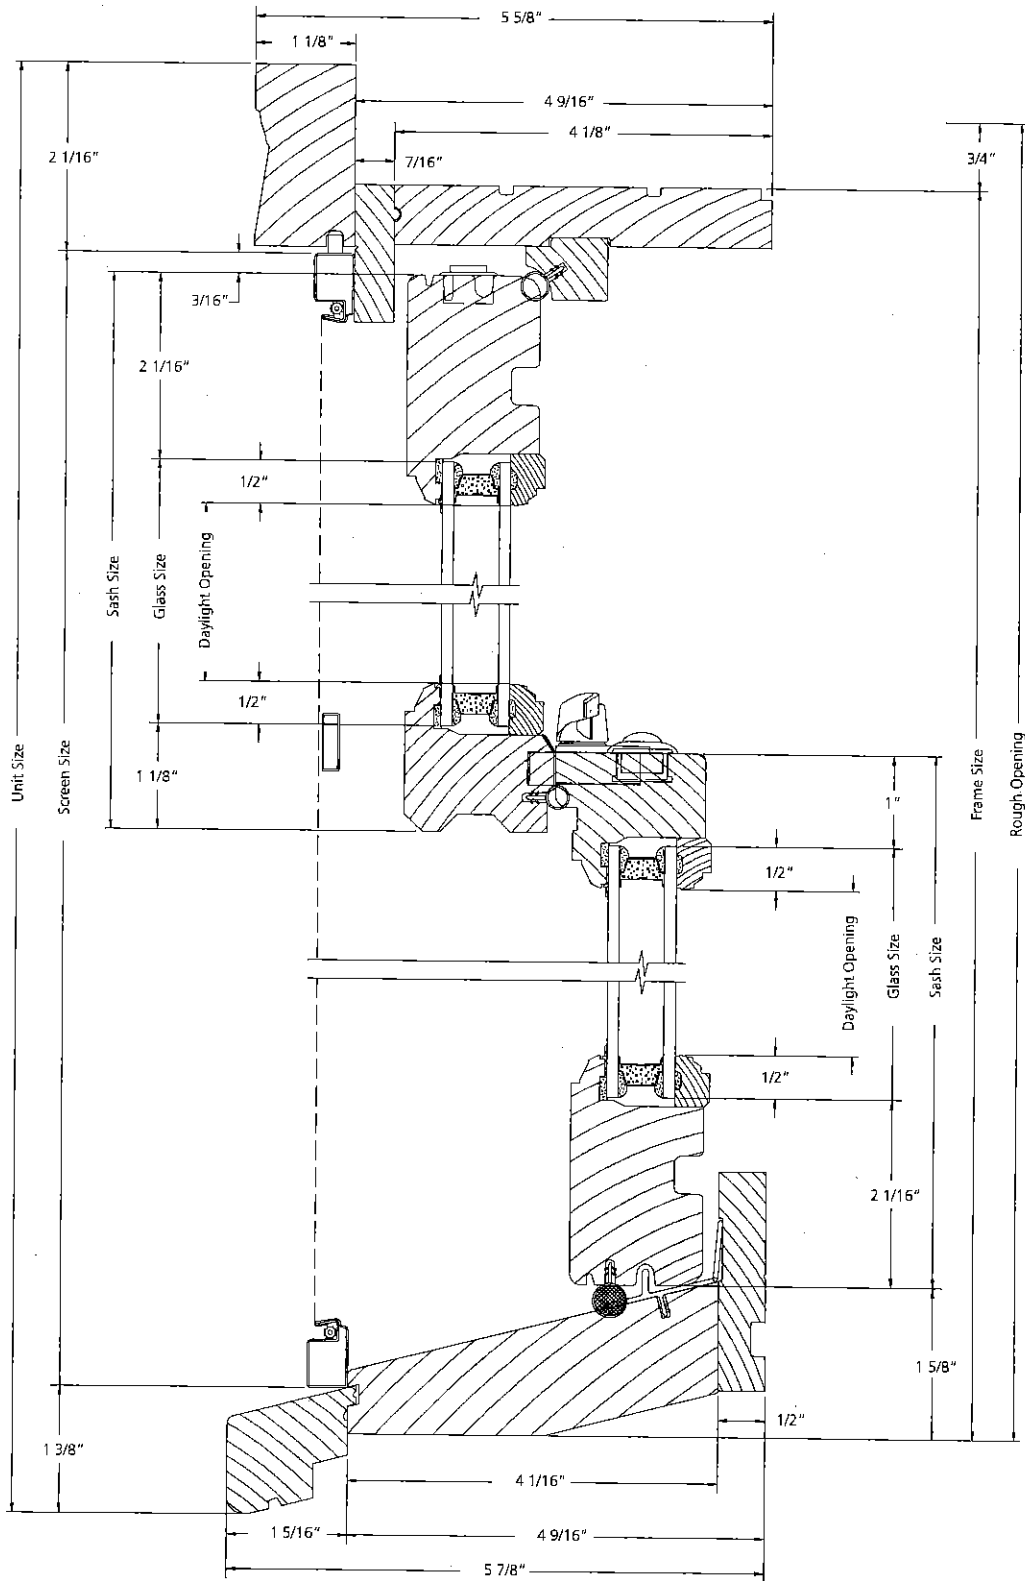 5 5/8"
1 1/8"
4 9/16"
4 1/8"
2 1/16"
7/16"
3/4"
3/16"
2 1/16"
1/2"
Sash Size
Glass Size
Daylight Opening
1/2"
Unit Size
Screen Size
1 1/8"
Frame Size
Rough Opening
1"
1/2"
Daylight Opening
Glass Size
Sash Size
1/2"
2 1/16"
1 5/8"
1/2"
1 3/8"
4 1/16"
1 5/16"
4 9/16"
5 7/8"